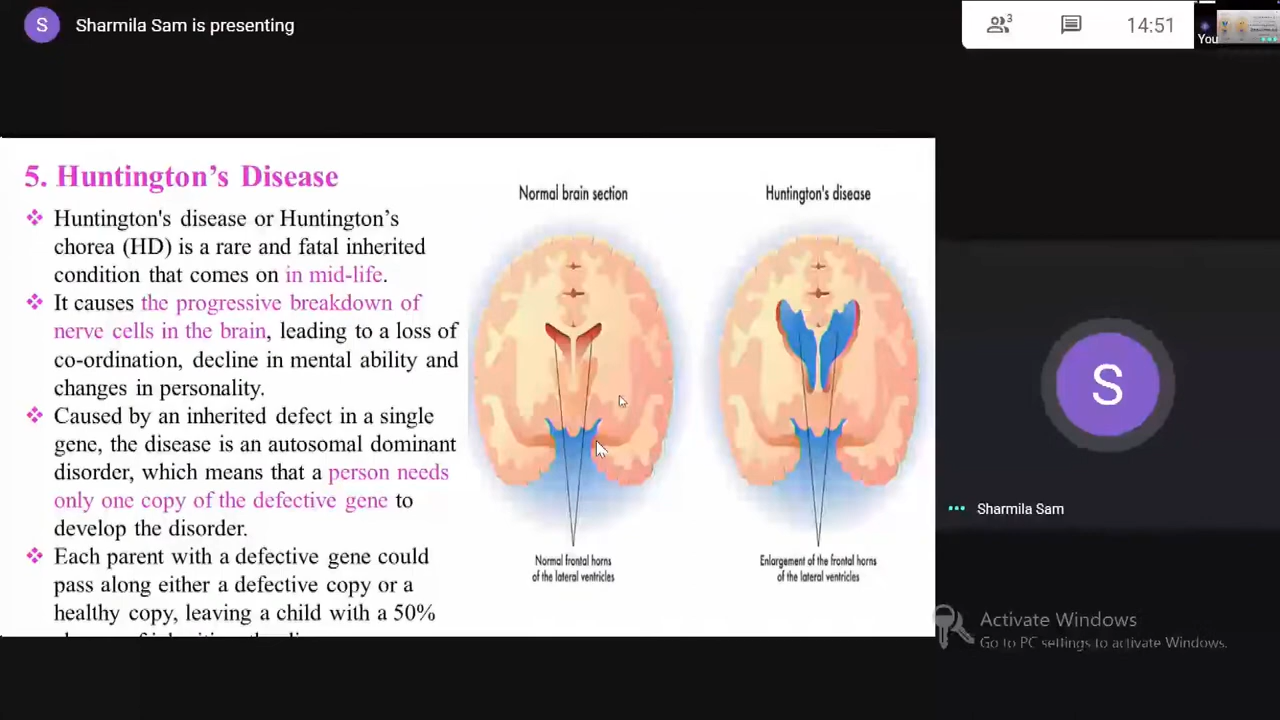 S
Sharmila Sam is presenting
3
14:51
You
5. Huntington’s Disease
Huntington's disease or Huntington’s
chorea (HD) is a rare and fatal inherited
condition that comes on in mid-life.
It causes the progressive breakdown of
nerve cells in the brain, leading to a loss of
co-ordination, decline in mental ability and
changes in personality.
Caused by an inherited defect in a single
gene, the disease is an autosomal dominant
disorder, which means that a person needs
only one copy of the defective gene to
develop the disorder.
Each parent with a defective gene could
pass along either a defective copy or a
healthy copy, leaving a child with a 50%
Normal brain section
Normal frontal horns
of the lateral ventricles
Huntington's disease
Enlargement of the frontal horns
of the lateral ventricles
S
Sharmila Sam
Activate Windows
Go to PC settings to activate Windows.